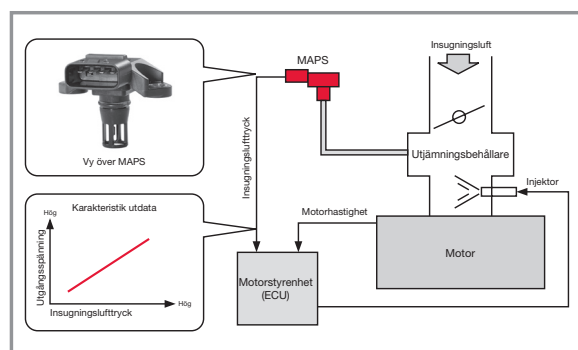 Vy över MAPS
MAPS
Insugningsluft
Utjämningsbehållare
Injektor
Insugningslufttryck
Motorhastighet
Motor
Motorstyrenhet
(ECU)
Karakteristik utdata
Hög
Utgångsspänning
Hög
Insugningslufttryck